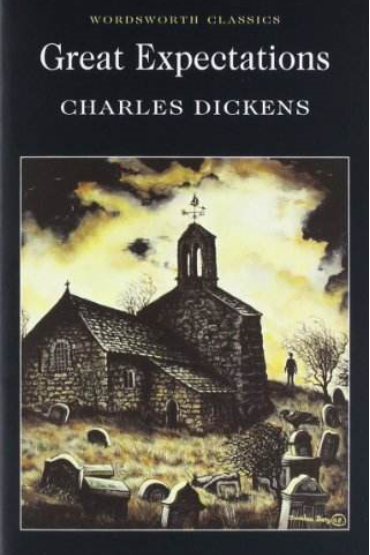 WORDSWORTH CLASSICS
Great Expectations
CHARLES DICKENS